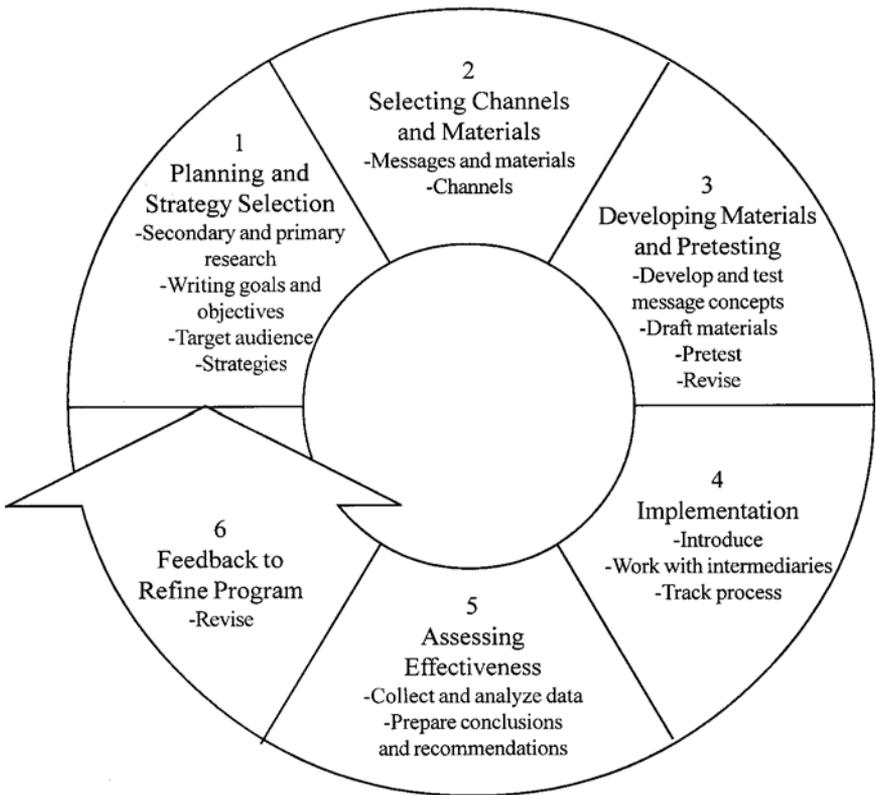 1
Planning and
Strategy Selection
-Secondary and primary
research
-Writing goals and
objectives
-Target audience
-Strategies
2
Selecting Channels
and Materials
-Messages and materials
-Channels
3
Developing Materials
and Pretesting
-Develop and test
message concepts
-Draft materials
-Pretest
-Revise
4
Implementation
-Introduce
-Work with intermediaries
-Track process
5
Assessing
Effectiveness
-Collect and analyze data
-Prepare conclusions
and recommendations
6
Feedback to
Refine Program
-Revise